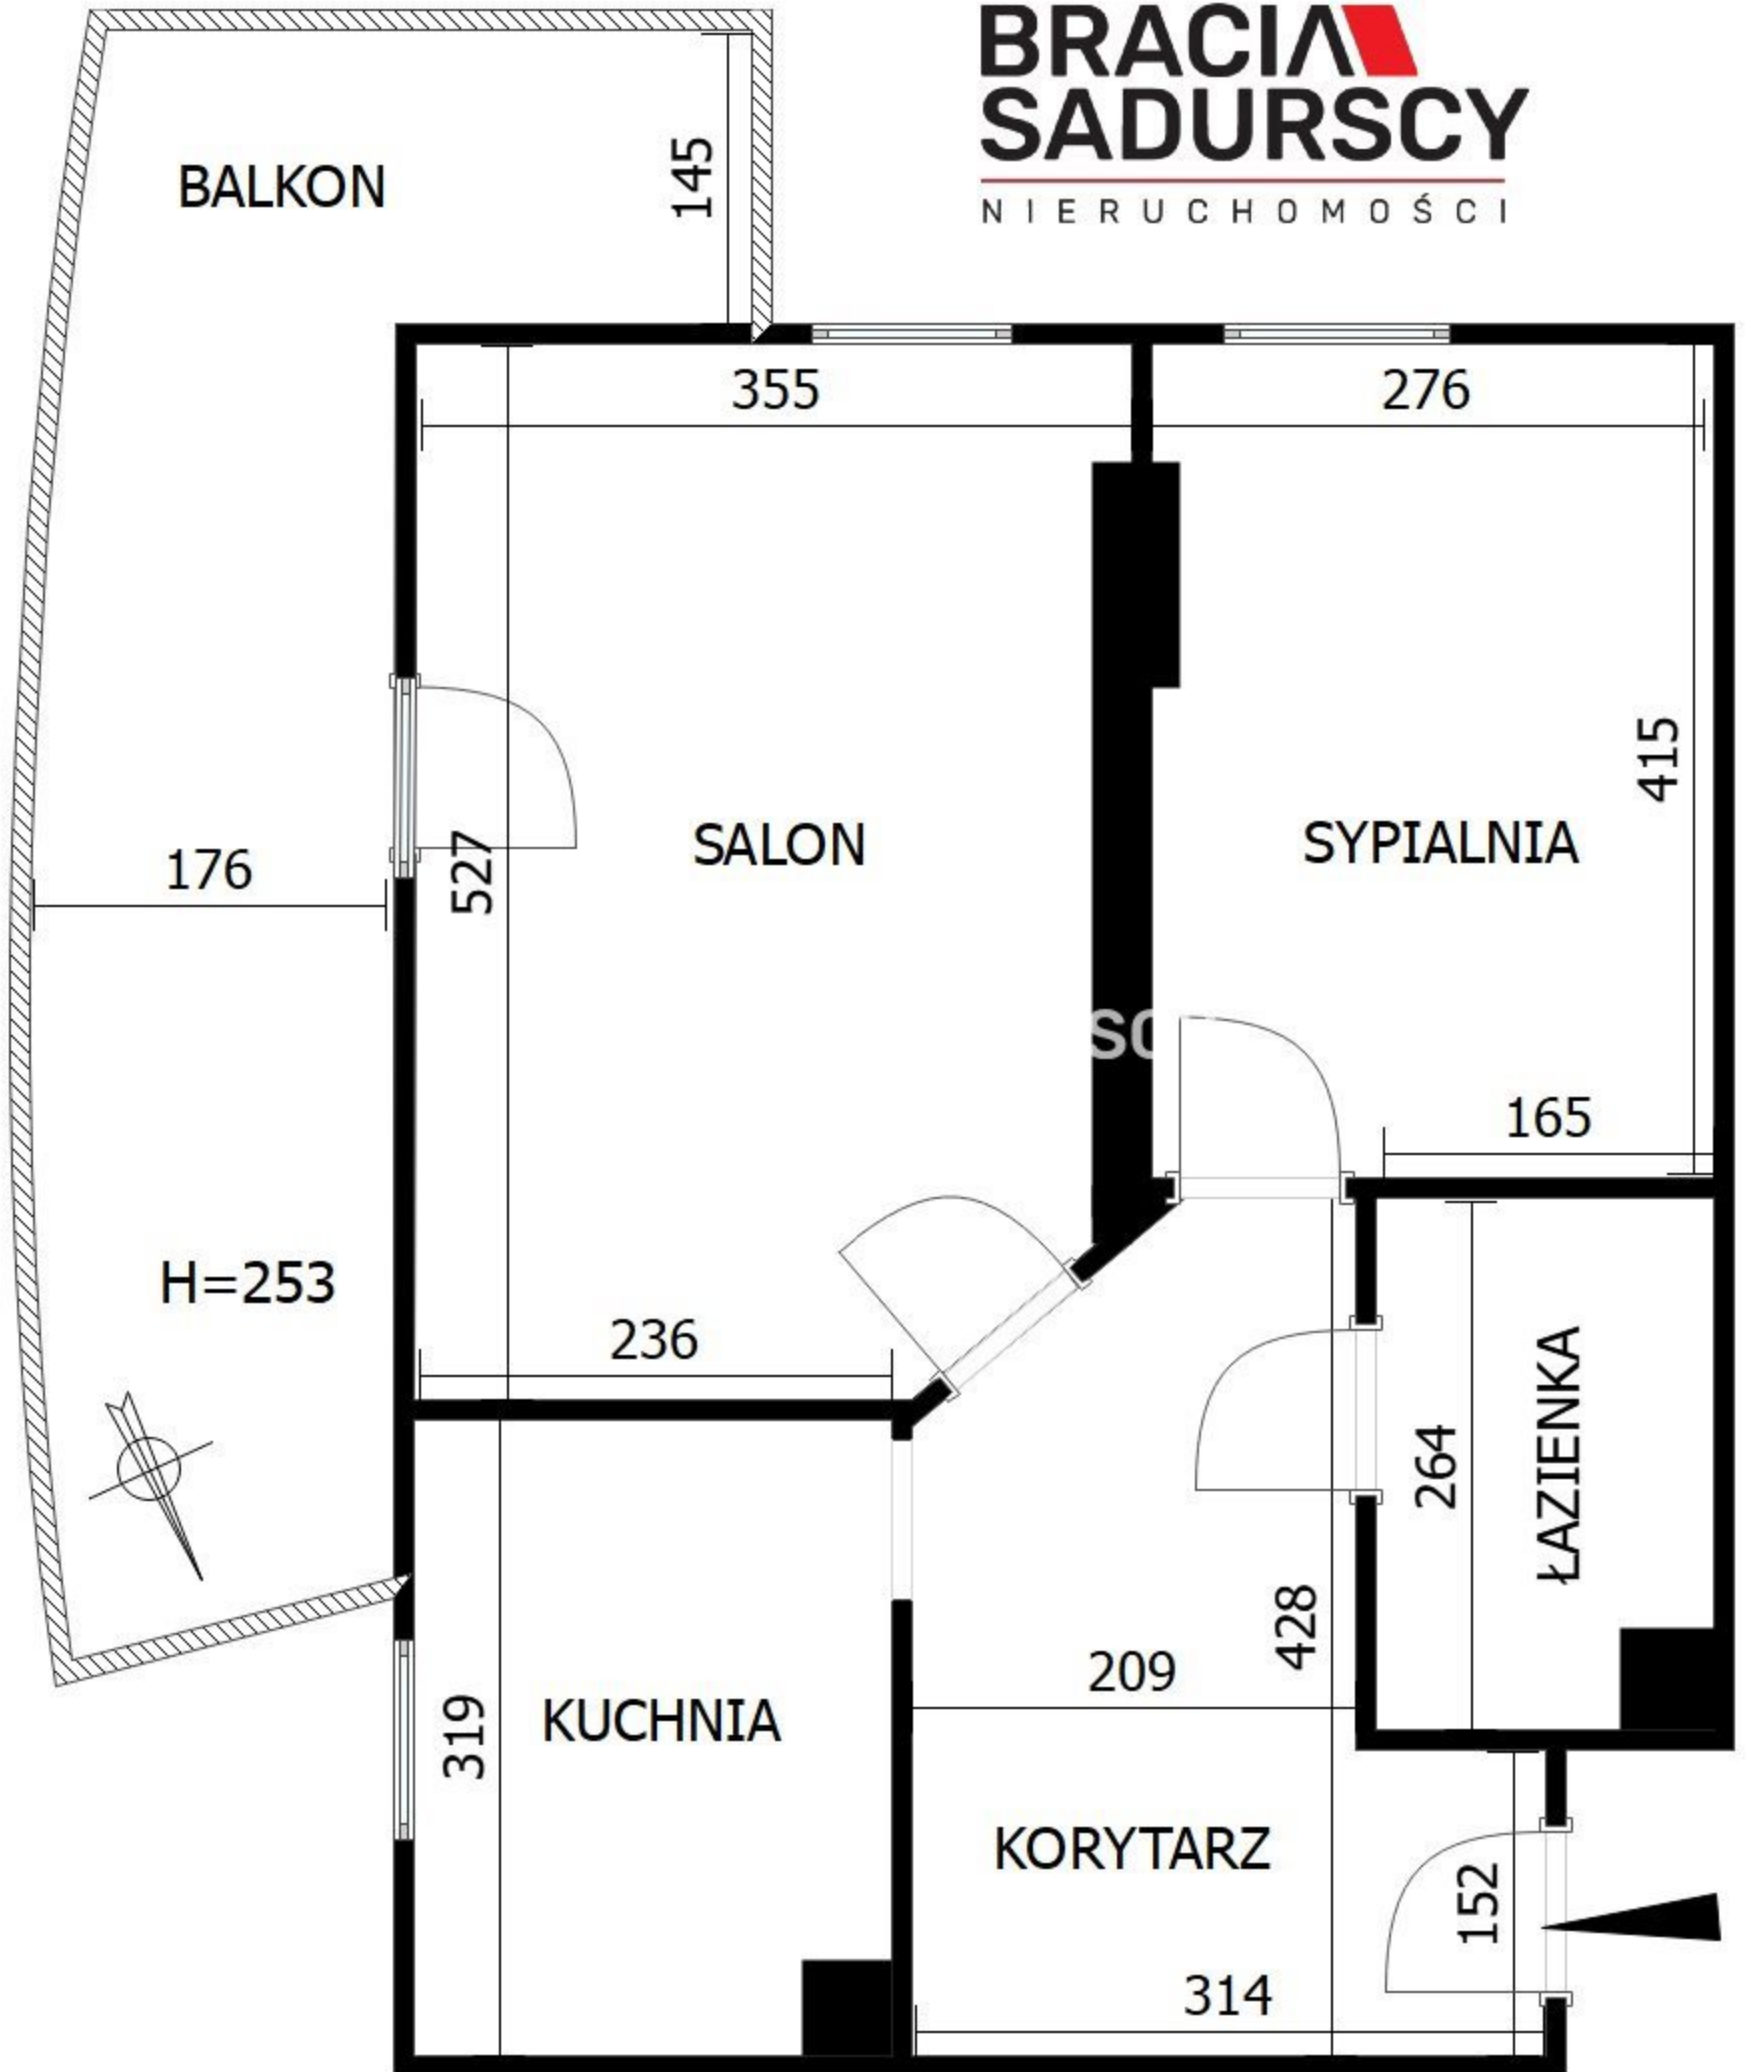 BRACIA
SADURSCY
NIERUCHOMOŚCI
BALKON
145
355
276
415
SALON
SYPIALNIA
176
527
165
H=253
236
264
ŁAZIENKA
428
209
319
KUCHNIA
KORYTARZ
152
314